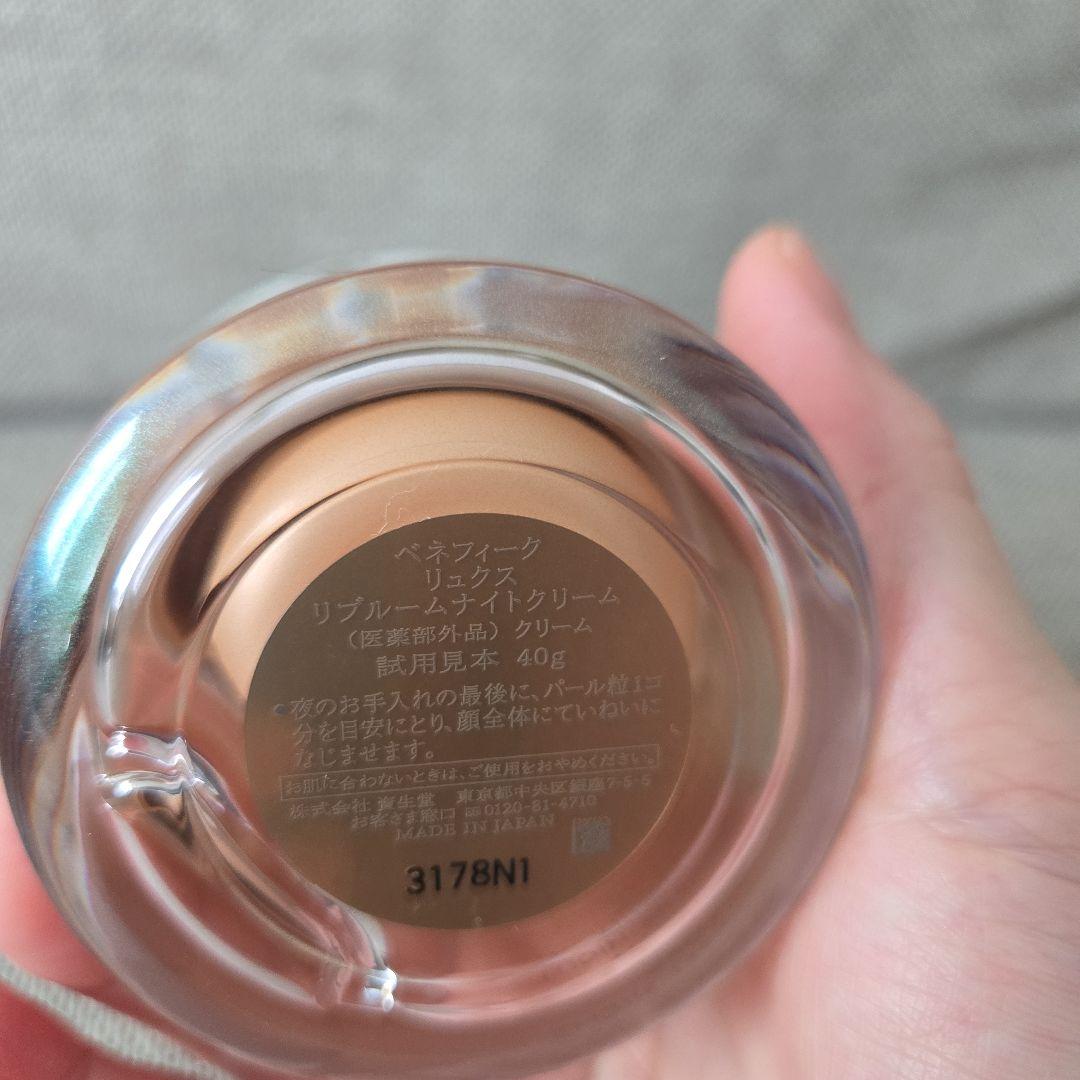 ベネフィーク
リュクス
リブルームナイトクリーム
(医薬部外品) クリーム
試用見本 40g
●夜のお手入れの最後に、パール粒1コ
分を目安にとり、顔全体にていねいに
なじませます。
お肌に合わないときは、ご使用をおやめください。
株式会社 資生堂 東京都中央区銀座7-5-5
お客さま窓口 0120-81-4710
MADE IN JAPAN
3178N1